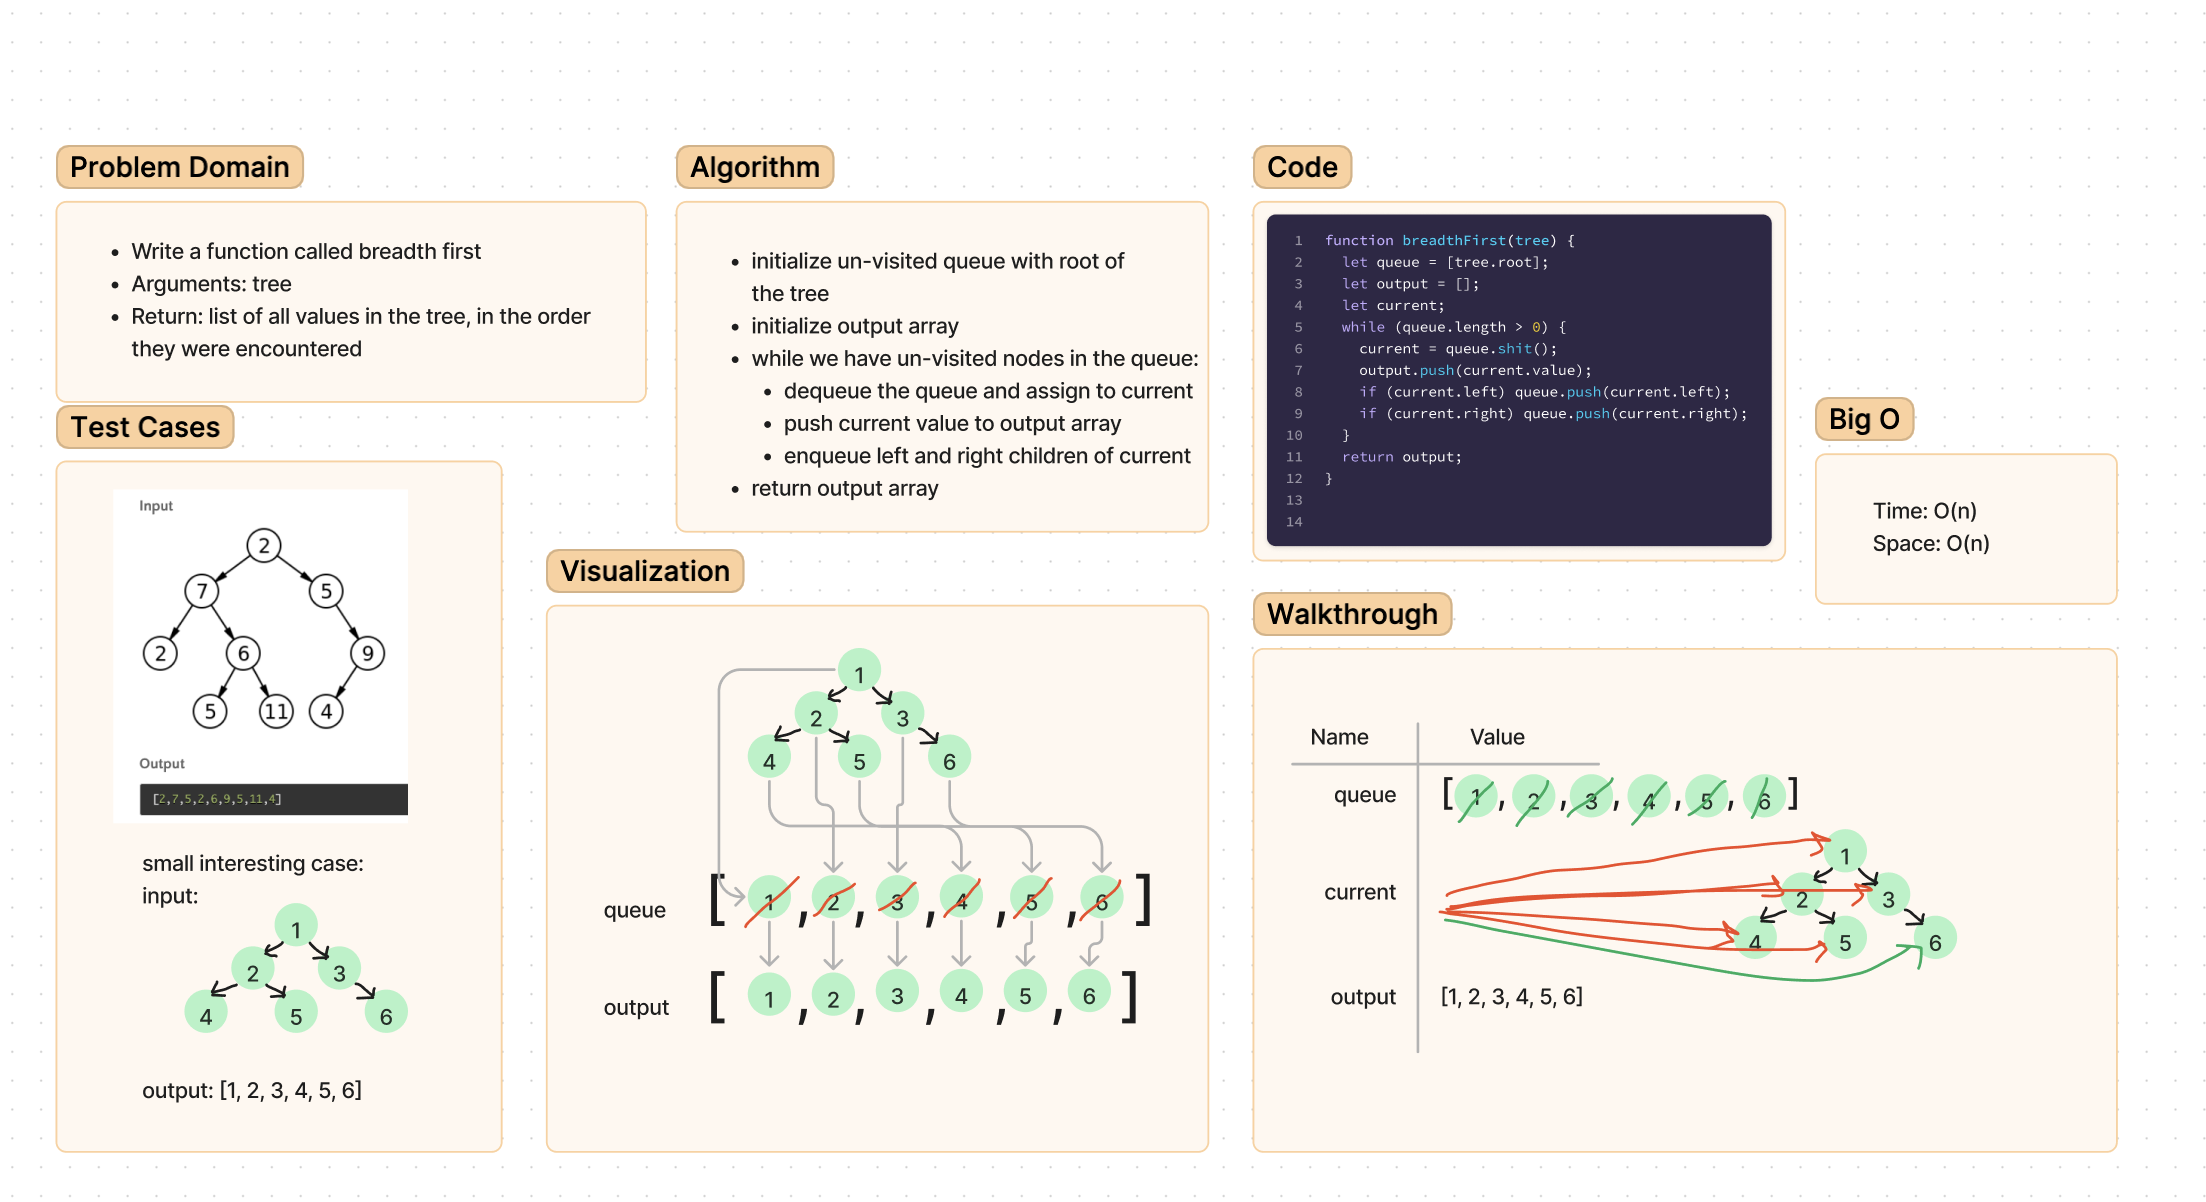 Problem Domain
• Write a function called breadth first
• Arguments: tree
• Return: list of all values in the tree, in the order
they were encountered
Test Cases
Input
2
7
5
2
6
9
5
11
4
Output
[2,7,5,2,6,9,5,11,4]
small interesting case:
input:
1
2
3
4
5
6
output: [1, 2, 3, 4, 5, 6]
Algorithm
• initialize un-visited queue with root of
the tree
• initialize output array
• while we have un-visited nodes in the queue:
• dequeue the queue and assign to current
• push current value to output array
• enqueue left and right children of current
• return output array
Visualization
1
2
3
4
5
6
queue [ 1 , 2 , 3 , 4 , 5 , 6 ]
output [ 1 , 2 , 3 , 4 , 5 , 6 ]
Code
1 function breadthFirst(tree) {
2 let queue = [tree.root];
3 let output = [];
4 let current;
5 while (queue.length > 0) {
6 current = queue.shit();
7 output.push(current.value);
8 if (current.left) queue.push(current.left);
9 if (current.right) queue.push(current.right);
10 }
11 return output;
12 }
13
14
Big O
Time: O(n)
Space: O(n)
Walkthrough
Name Value
queue [ 1 , 2 , 3 , 4 , 5 , 6 ]
current
1
2
3
4
5
6
output [1, 2, 3, 4, 5, 6]